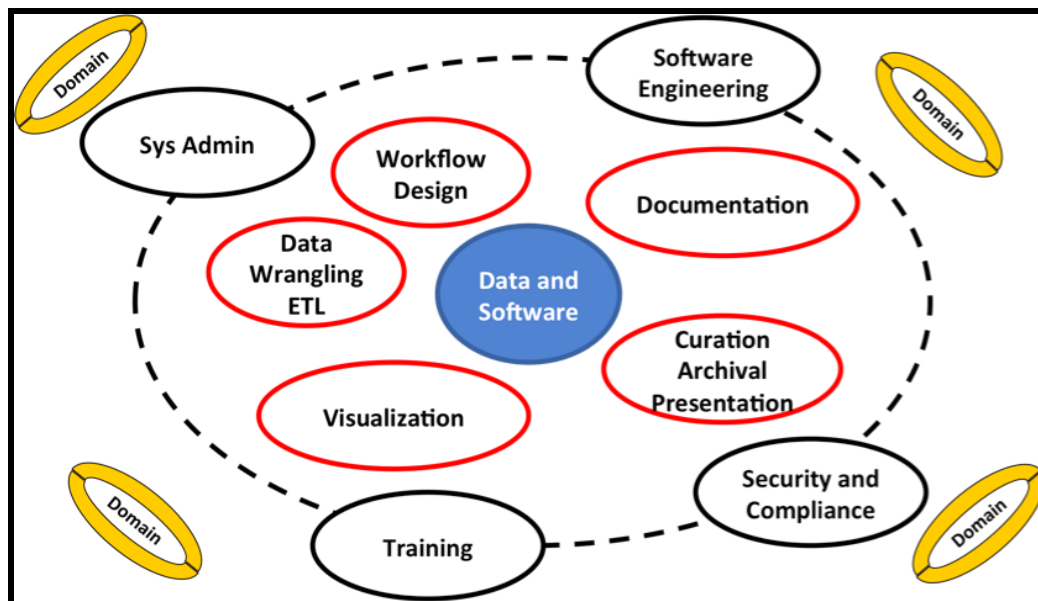 Domain
Software
Engineering
Domain
Sys Admin
Workflow
Design
Documentation
Data
Wrangling
ETL
Data and
Software
Curation
Archival
Presentation
Visualization
Security and
Compliance
Domain
Training
Domain